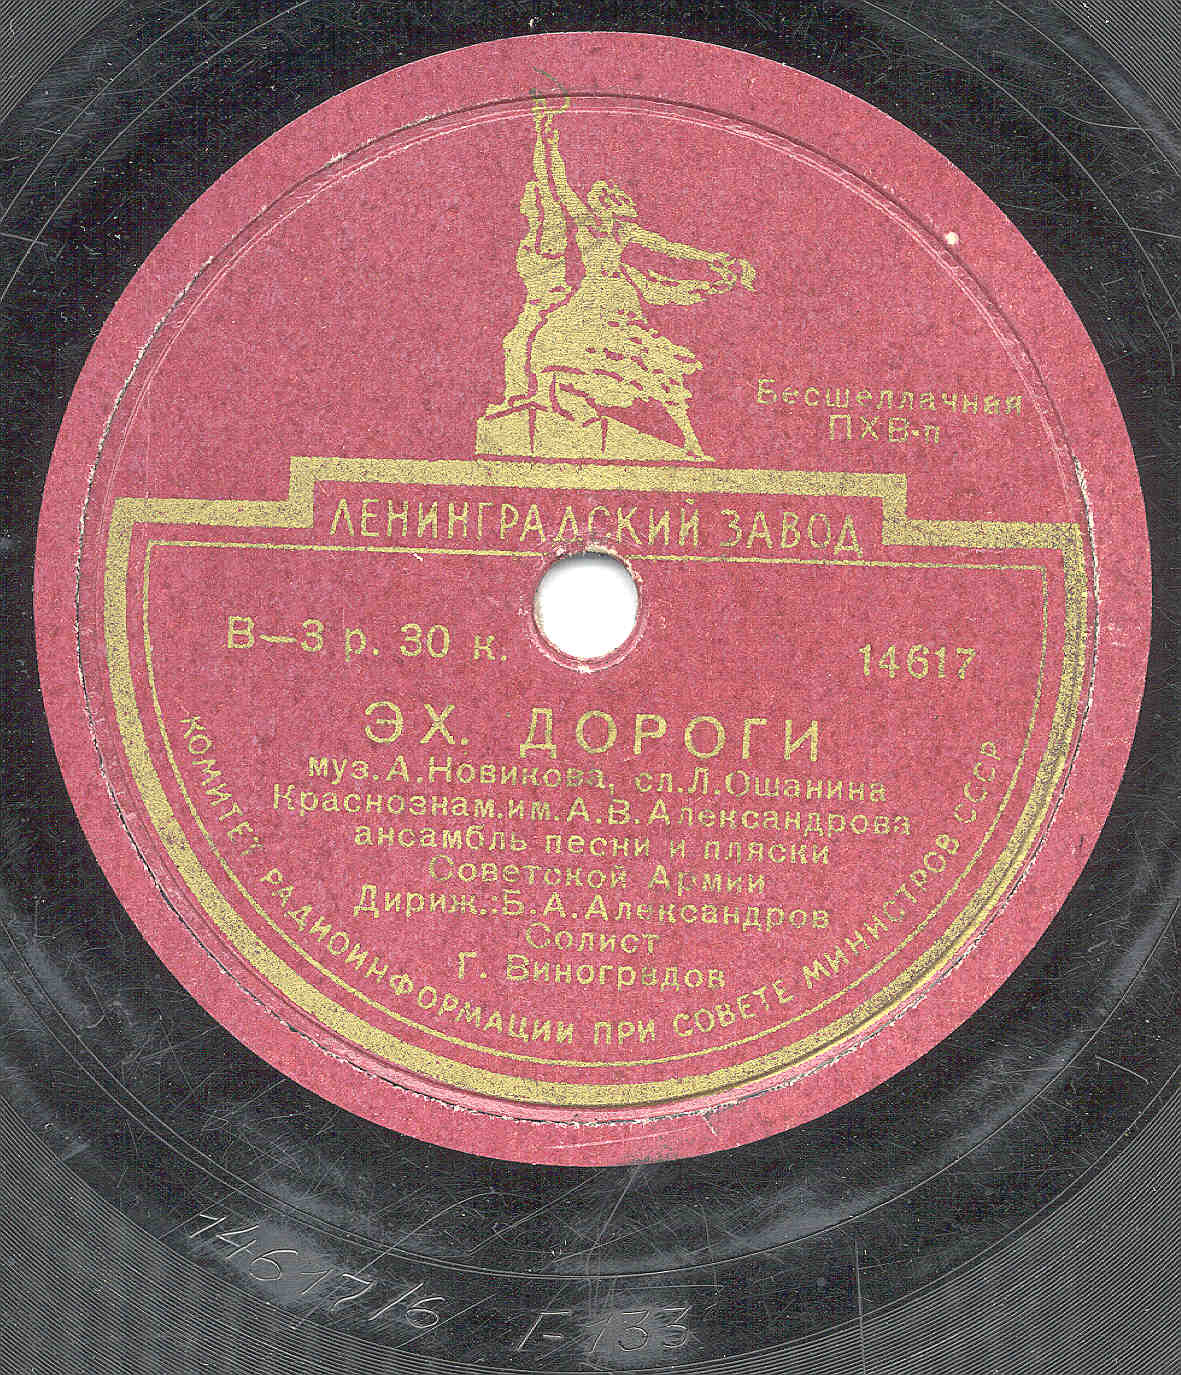 Бесшеллачная
ПХВ-п
ЛЕНИНГРАДСКИЙ ЗАВОД
В—3 р. 30 к.
14617
ЭХ. ДОРОГИ
муз.А.Новикова, сл.Л.Ошанина
Краснознам.им.А.В.Александрова
ансамбль песни и пляски
Советской Армии
Дириж.:Б.А.Александров
Солист
Г. Виноградов
КОМИТЕТ РАДИОИНФОРМАЦИИ ПРИ СОВЕТЕ МИНИСТРОВ СССР
14617/6 Г-133